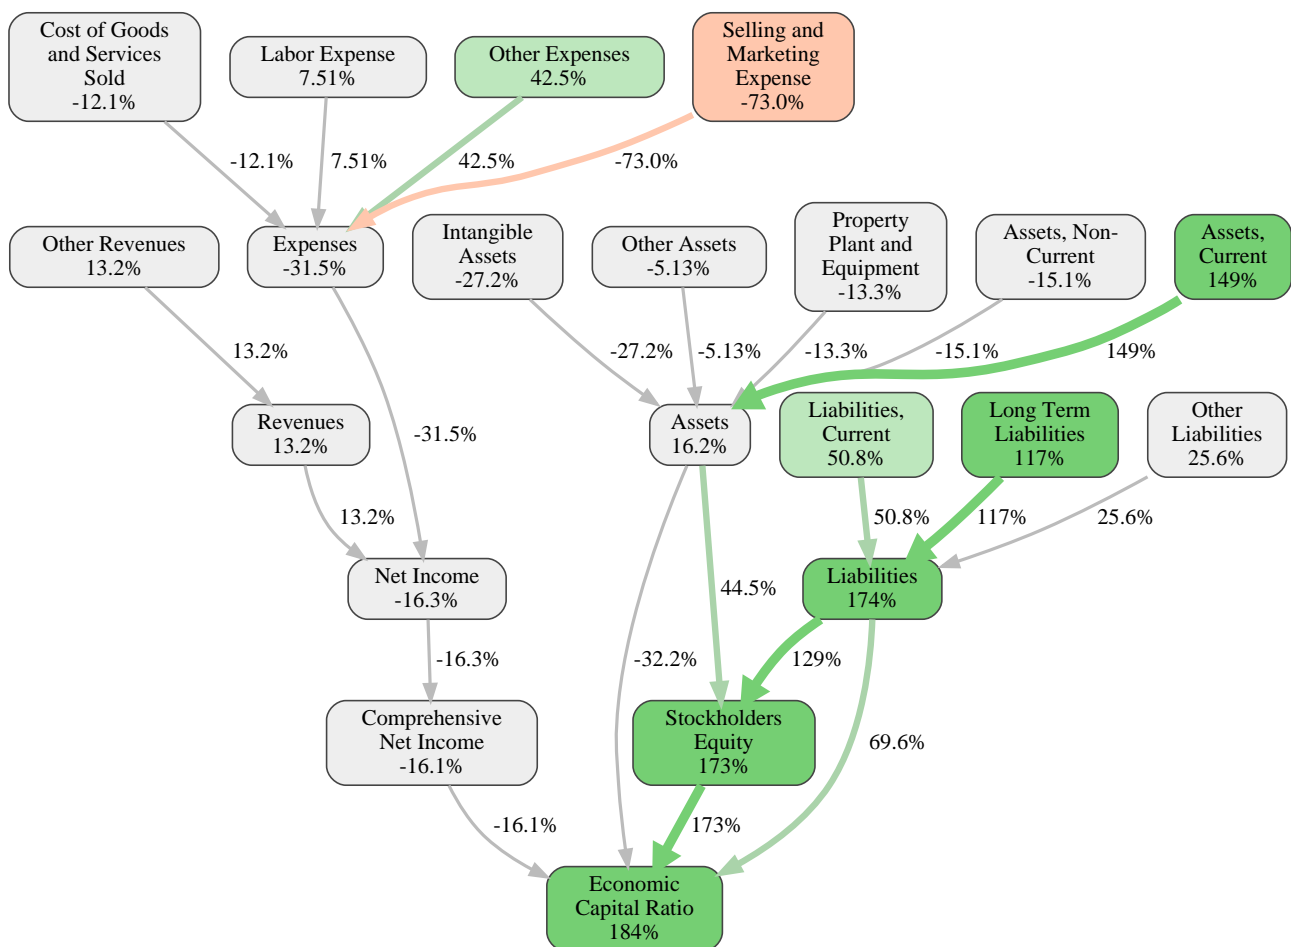 Cost of Goods
and Services
Sold
-12.1%
Labor Expense
7.51%
Other Expenses
42.5%
Selling and
Marketing
Expense
-73.0%
-12.1%
7.51%
42.5%
-73.0%
Other Revenues
13.2%
Expenses
-31.5%
Intangible
Assets
-27.2%
Other Assets
-5.13%
Property
Plant and
Equipment
-13.3%
Assets, Non-
Current
-15.1%
Assets,
Current
149%
13.2%
-27.2%
-5.13%
-13.3%
-15.1%
149%
Revenues
13.2%
-31.5%
Assets
16.2%
Liabilities,
Current
50.8%
Long Term
Liabilities
117%
Other
Liabilities
25.6%
13.2%
50.8%
117%
25.6%
Net Income
-16.3%
44.5%
Liabilities
174%
-16.3%
-32.2%
129%
Comprehensive
Net Income
-16.1%
Stockholders
Equity
173%
69.6%
-16.1%
173%
Economic
Capital Ratio
184%